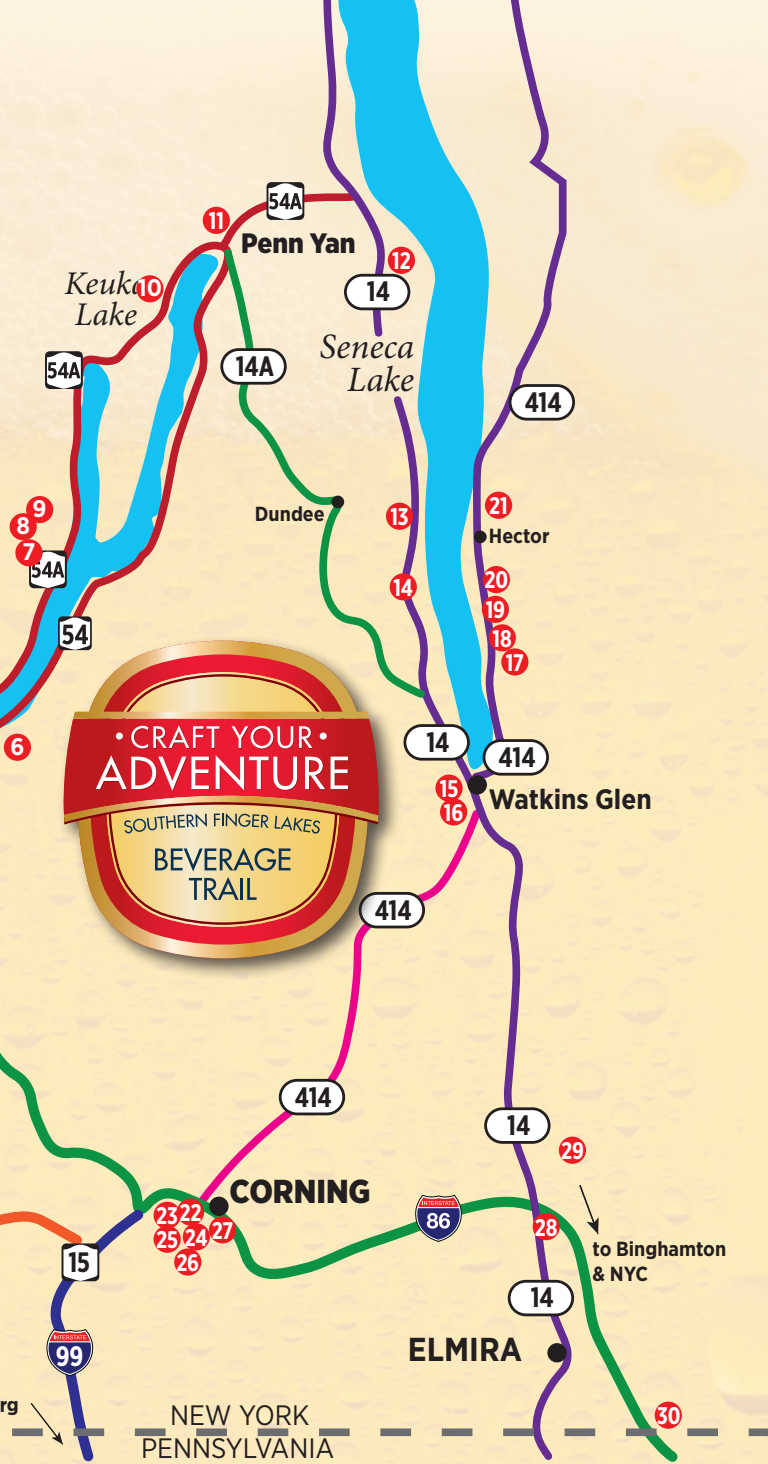 54A
11
Penn Yan
12
Keuka
10
Lake
14
Seneca
Lake
54A
14A
414
9
8
7
54A
Dundee
13
21
Hector
14
20
19
18
17
54
6
• CRAFT YOUR •
ADVENTURE
SOUTHERN FINGER LAKES
BEVERAGE
TRAIL
14
414
15
16
Watkins Glen
414
414
14
29
CORNING
23
22
25
24
27
26
INTERSTATE
86
28
to Binghamton
& NYC
15
14
INTERSTATE
99
ELMIRA
rg
30
NEW YORK
PENNSYLVANIA